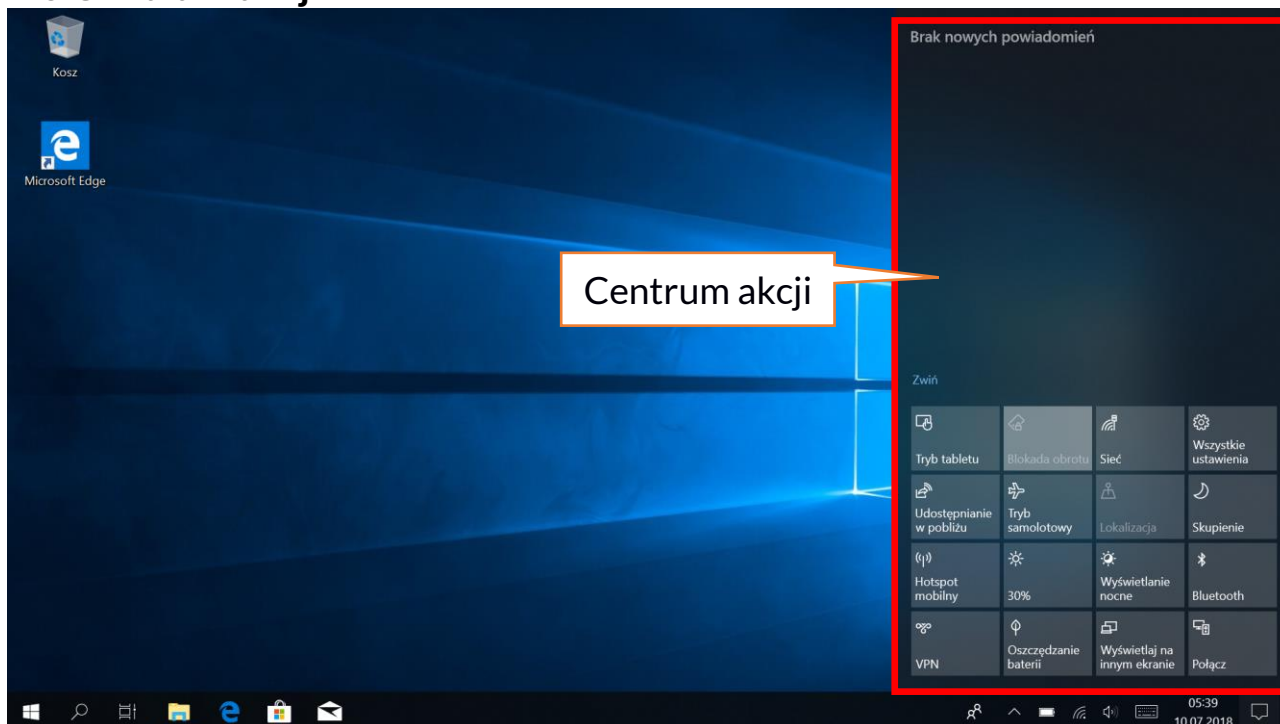 Kosz
Microsoft Edge
Centrum akcji
Brak nowych powiadomień
Zwiń
Tryb tabletu
Blokada obrotu
Sieć
Wszystkie
ustawienia
Udostępnianie
w pobliżu
Tryb
samolotowy
Lokalizacja
Skupienie
Hotspot
mobilny
30%
Wyświetlanie
nocne
Bluetooth
VPN
Oszczędzanie
baterii
Wyświetlaj na
innym ekranie
Połącz
05:39
10.07.2018